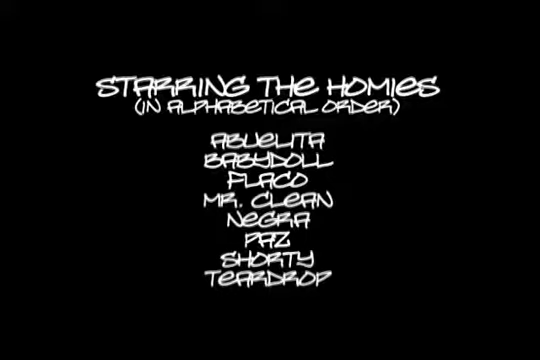 STARRING THE HOMIES
(IN ALPHABETICAL ORDER)
ABUELITA
BABYDOLL
FLACO
MR. CLEAN
NEGRA
PAZ
SHORTY
TEARDROP